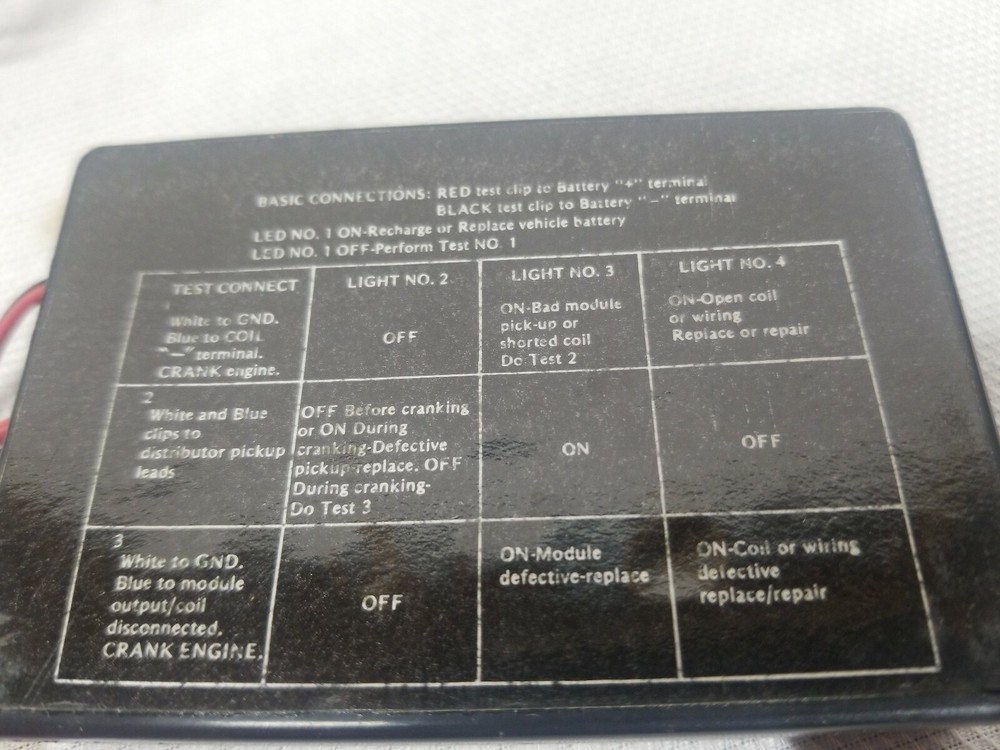 BASIC CONNECTIONS: RED test clip to Battery "+" terminal
BLACK test clip to Battery "—" terminal
LED NO. 1 ON-Recharge or Replace vehicle battery
LED NO. 1 OFF-Perform Test NO. 1
TEST CONNECT
1
White to GND.
Blue to COIL
"—" terminal.
CRANK engine.
LIGHT NO. 2
OFF
LIGHT NO. 3
ON-Bad module
pick-up or
shorted coil
Do Test 2
LIGHT NO. 4
ON-Open coil
or wiring
Replace or repair
2
White and Blue
clips to
distributor pickup
leads
OFF Before cranking
or ON During
cranking-Defective
pickup-replace. OFF
During cranking-
Do Test 3
ON
OFF
3
White to GND.
Blue to module
output/coil
disconnected.
CRANK ENGINE.
OFF
ON-Module
defective-replace
ON-Coil or wiring
defective
replace/repair